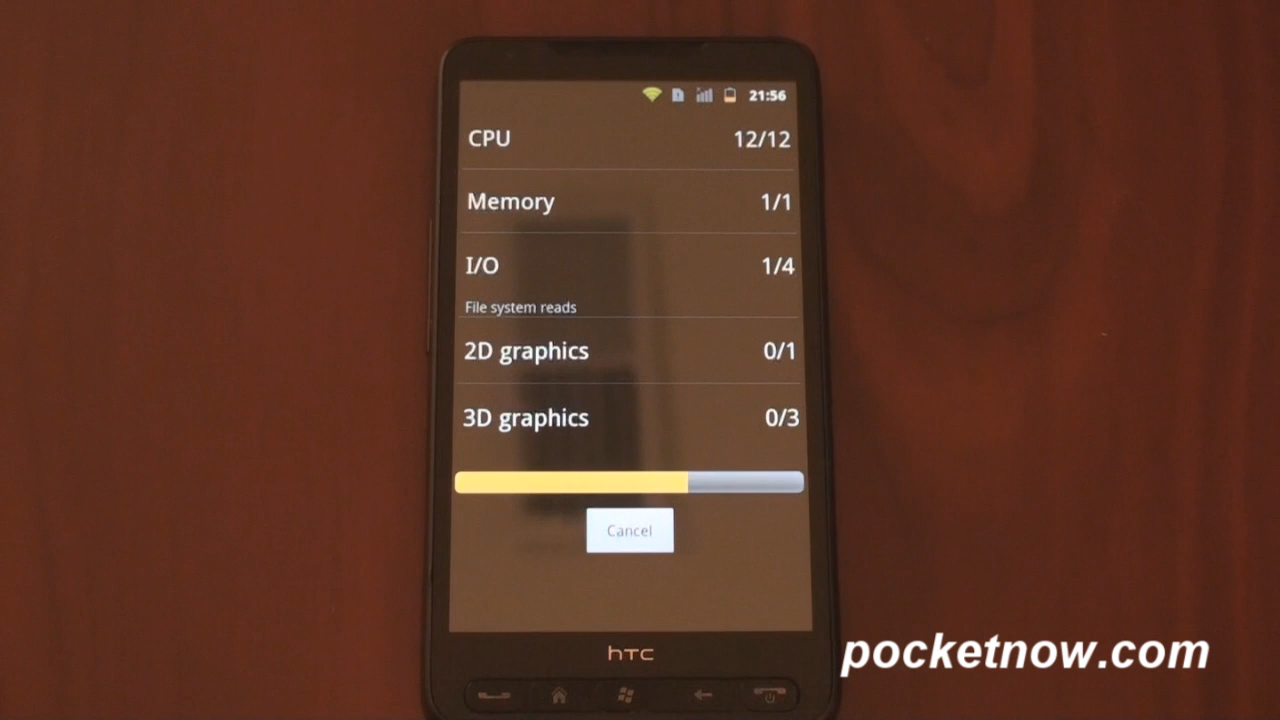 21:56
CPU 12/12
Memory 1/1
I/O 1/4
File system reads
2D graphics 0/1
3D graphics 0/3
Cancel
hTC
pocketnow.com